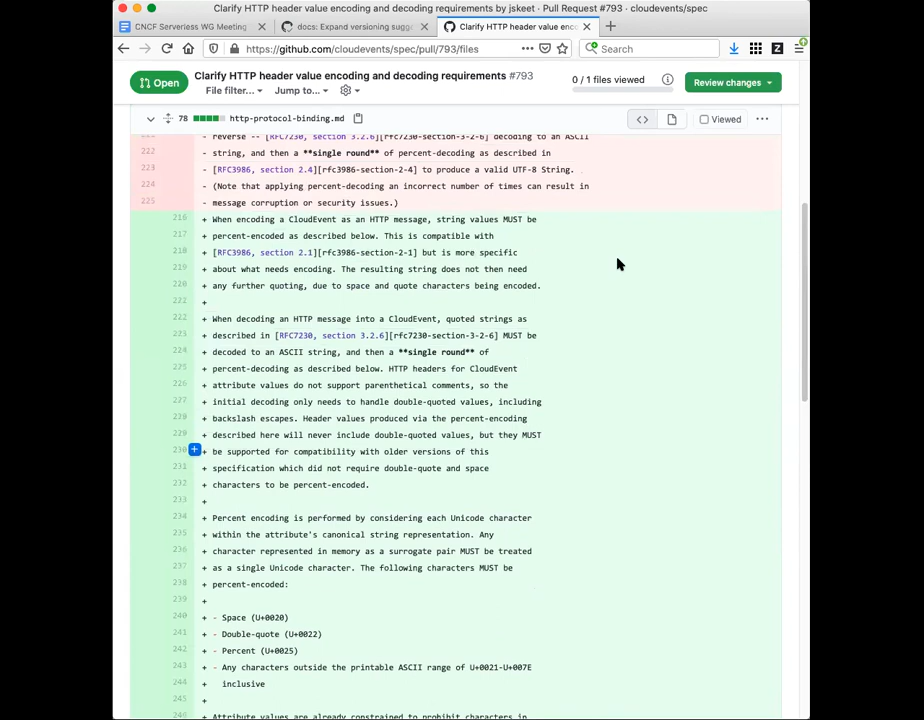 Clarify HTTP header value encoding and decoding requirements by jskeet · Pull Request #793 · cloudevents/spec
CNCF Serverless WG Meeting
docs: Expand versioning sugg
Clarify HTTP header value enc
https://github.com/cloudevents/spec/pull/793/files
Search
Open
Clarify HTTP header value encoding and decoding requirements #793
File filter... Jump to...
0 / 1 files viewed
Review changes
78 http-protocol-binding.md
Viewed
- reverse -- [RFC7230, section 3.2.6][rfc7230-section-3-2-6] decoding to an ASCII
222 - string, and then a **single round** of percent-decoding as described in
223 - [RFC3986, section 2.4][rfc3986-section-2-4] to produce a valid UTF-8 String.
224 - (Note that applying percent-decoding an incorrect number of times can result in
225 - message corruption or security issues.)
216 + When encoding a CloudEvent as an HTTP message, string values MUST be
217 + percent-encoded as described below. This is compatible with
218 + [RFC3986, section 2.1][rfc3986-section-2-1] but is more specific
219 + about what needs encoding. The resulting string does not then need
220 + any further quoting, due to space and quote characters being encoded.
+
222 + When decoding an HTTP message into a CloudEvent, quoted strings as
223 + described in [RFC7230, section 3.2.6][rfc7230-section-3-2-6] MUST be
224 + decoded to an ASCII string, and then a **single round** of
225 + percent-decoding as described below. HTTP headers for CloudEvent
226 + attribute values do not support parenthetical comments, so the
227 + initial decoding only needs to handle double-quoted values, including
228 + backslash escapes. Header values produced via the percent-encoding
229 + described here will never include double-quoted values, but they MUST
230 + be supported for compatibility with older versions of this
231 + specification which did not require double-quote and space
232 + characters to be percent-encoded.
233 +
234 + Percent encoding is performed by considering each Unicode character
235 + within the attribute's canonical string representation. Any
236 + character represented in memory as a surrogate pair MUST be treated
237 + as a single Unicode character. The following characters MUST be
238 + percent-encoded:
239 +
240 + - Space (U+0020)
241 + - Double-quote (U+0022)
242 + - Percent (U+0025)
243 + - Any characters outside the printable ASCII range of U+0021-U+007E
244 + inclusive
245 +
246 + Attribute values are already constrained to prohibit characters in